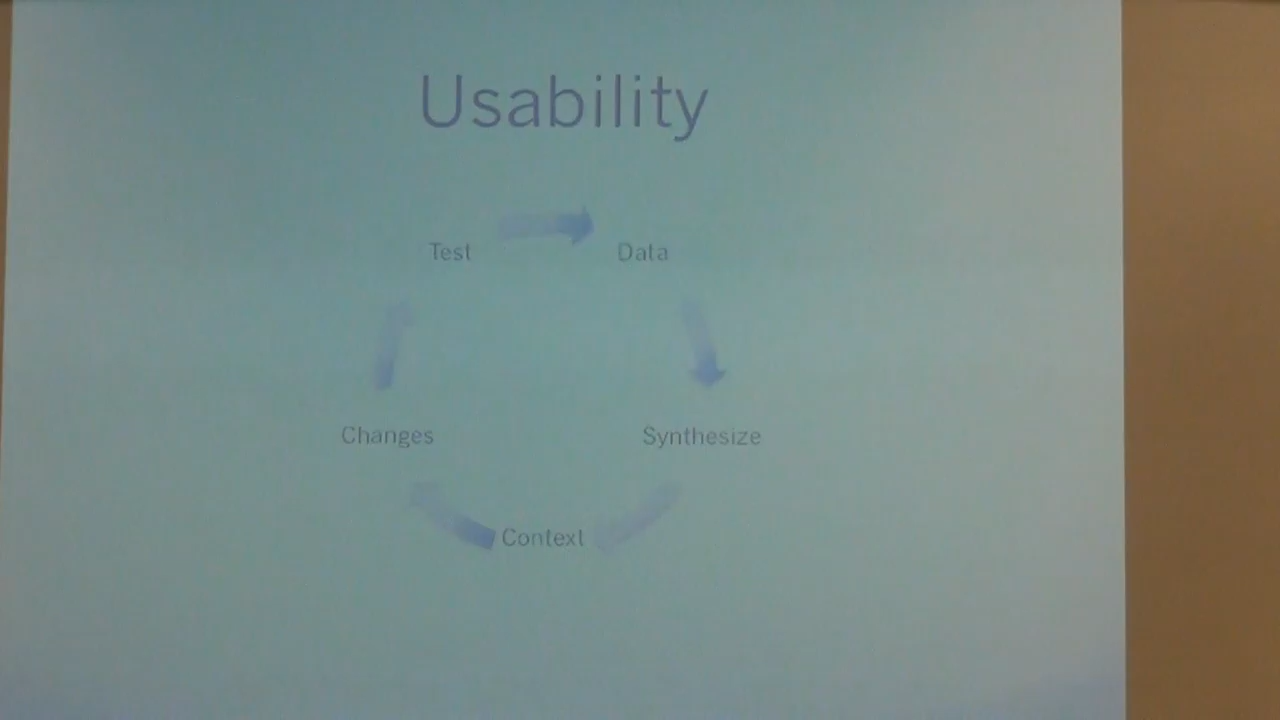 Usability
Test
Data
Changes
Synthesize
Context